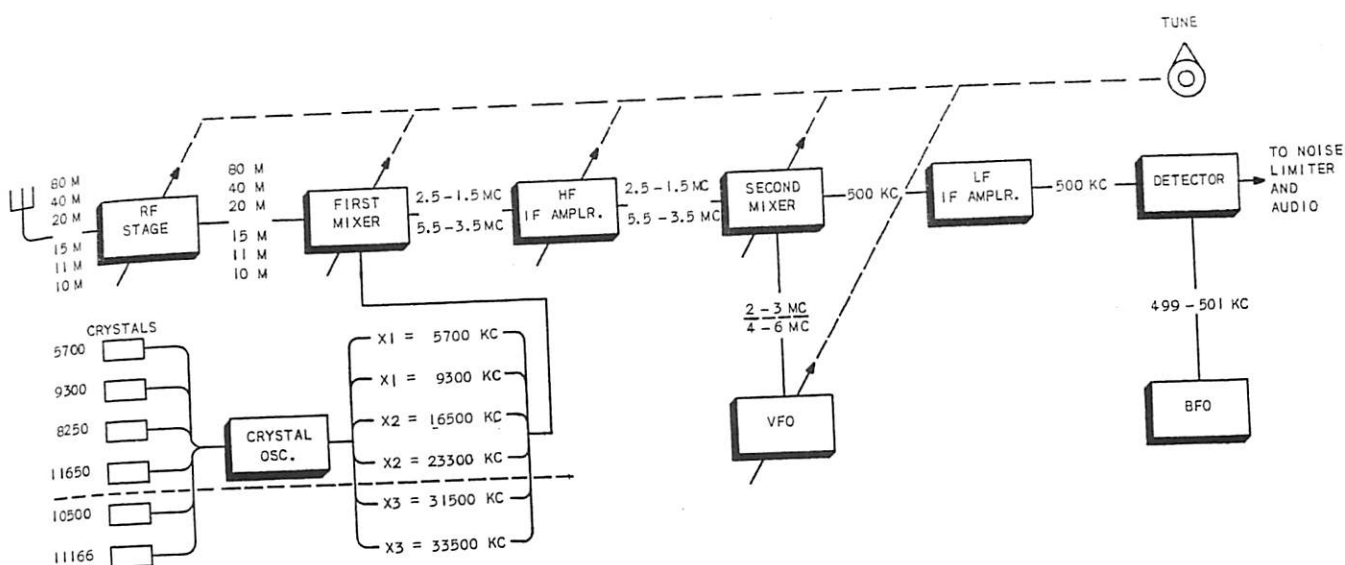 TUNE
80 M
40 M
20 M
15 M
11 M
10 M
RF
STAGE
80 M
40 M
20 M
15 M
11 M
10 M
FIRST
MIXER
2.5-1.5 MC
5.5-3.5 MC
HF
IF AMPLR.
2.5-1.5 MC
5.5-3.5 MC
SECOND
MIXER
500 KC
LF
IF AMPLR.
500 KC
DETECTOR
TO NOISE
LIMITER
AND
AUDIO
2-3 MC
4-6 MC
VFO
499-501 KC
BFO
CRYSTALS
5700
9300
8250
11650
10500
11166
CRYSTAL
OSC.
X1 = 5700 KC
X1 = 9300 KC
X2 = 16500 KC
X2 = 23300 KC
X3 = 31500 KC
X3 = 33500 KC